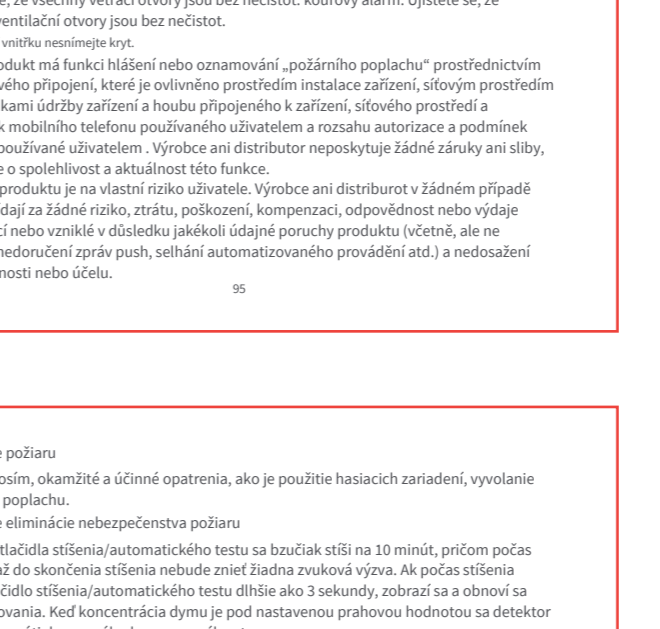 , že všechny větrací otvory jsou bez nečistot. kouřový alarm. Ujistěte se, že
ventilační otvory jsou bez nečistot.
vnitřku nesnímejte kryt.
má funkci hlášení nebo oznamování „požárního poplachu“ prostřednictvím
připojení, které je ovlivněno prostředím instalace zařízení, síťovým prostředím
údržby zařízení a houbu připojeného k zařízení, síťového prostředí a
k mobilního telefonu používaného uživatelem a rozsahu autorizace a podmínek
používané uživatelem . Výrobce ani distributor neposkytuje žádné záruky ani sliby,
e o spolehlivost a aktualnost této funkce.
produktu je na vlastní riziko uživatele. Výrobce ani distriburot v žádném případě
za žádné riziko, ztrátu, poškození, kompenzaci, odpovědnost nebo výdaje
nebo vzniklé v důsledku jakékoli údajné poruchy produktu (včetně, ale ne
nedoručení zpráv push, selhání automatizovaného provádění atd.) a nedosažení
nebo účelu.
95
e požiaru
osím, okamžité a účinné opatrenia, ako je použitie hasiacich zariadení, vyvolanie
poplachu.
e eliminácie nebezpečenstva požiaru
tlačidla stíšenia/automatického testu sa bzučiak stíši na 10 minút, pričom počas
až do skončenia stíšenia nebude znieť žiadna zvuková výzva. Ak počas stíšenia
čidlo stíšenia/automatického testu dlhšie ako 3 sekundy, zobrazí sa a obnoví sa
ovania. Keď koncentrácia dymu je pod nastavenou prahovou hodnotou sa detektor